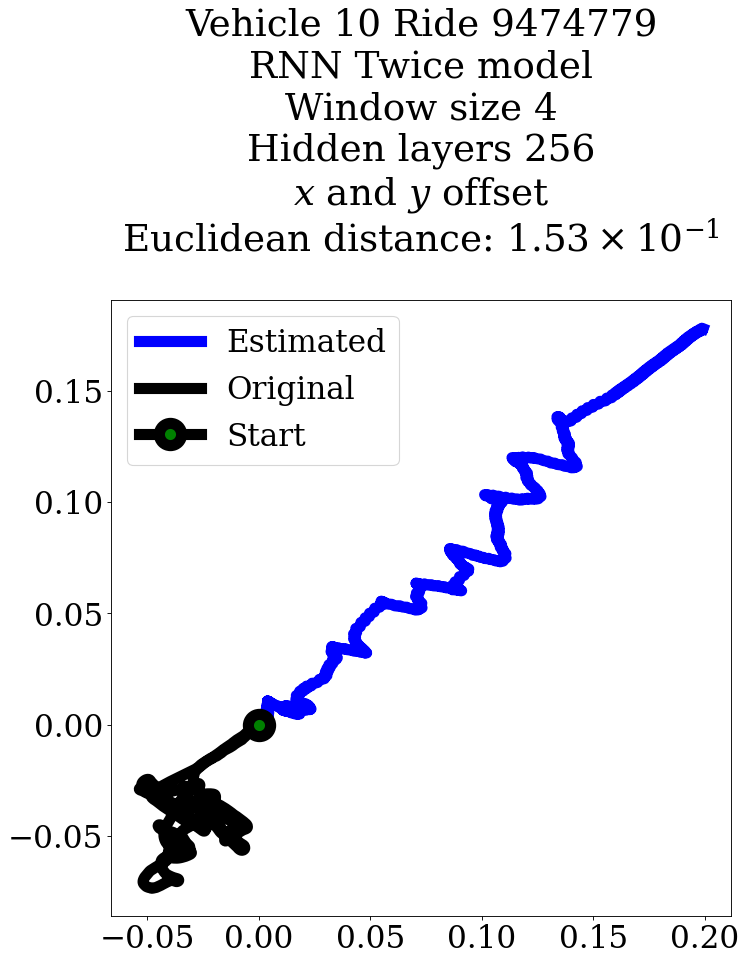 Vehicle 10 Ride 9474779
RNN Twice model
Window size 4
Hidden layers 256
x and y offset
Euclidean distance: 1.53 × 10⁻¹
Estimated
Original
Start
0.15
0.10
0.05
0.00
−0.05
−0.05 0.00 0.05 0.10 0.15 0.20